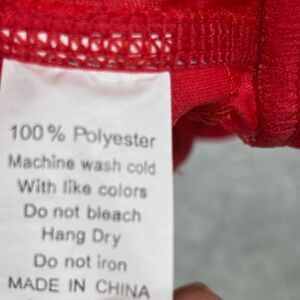 100% Polyester
Machine wash cold
With like colors
Do not bleach
Hang Dry
Do not iron
MADE IN CHINA